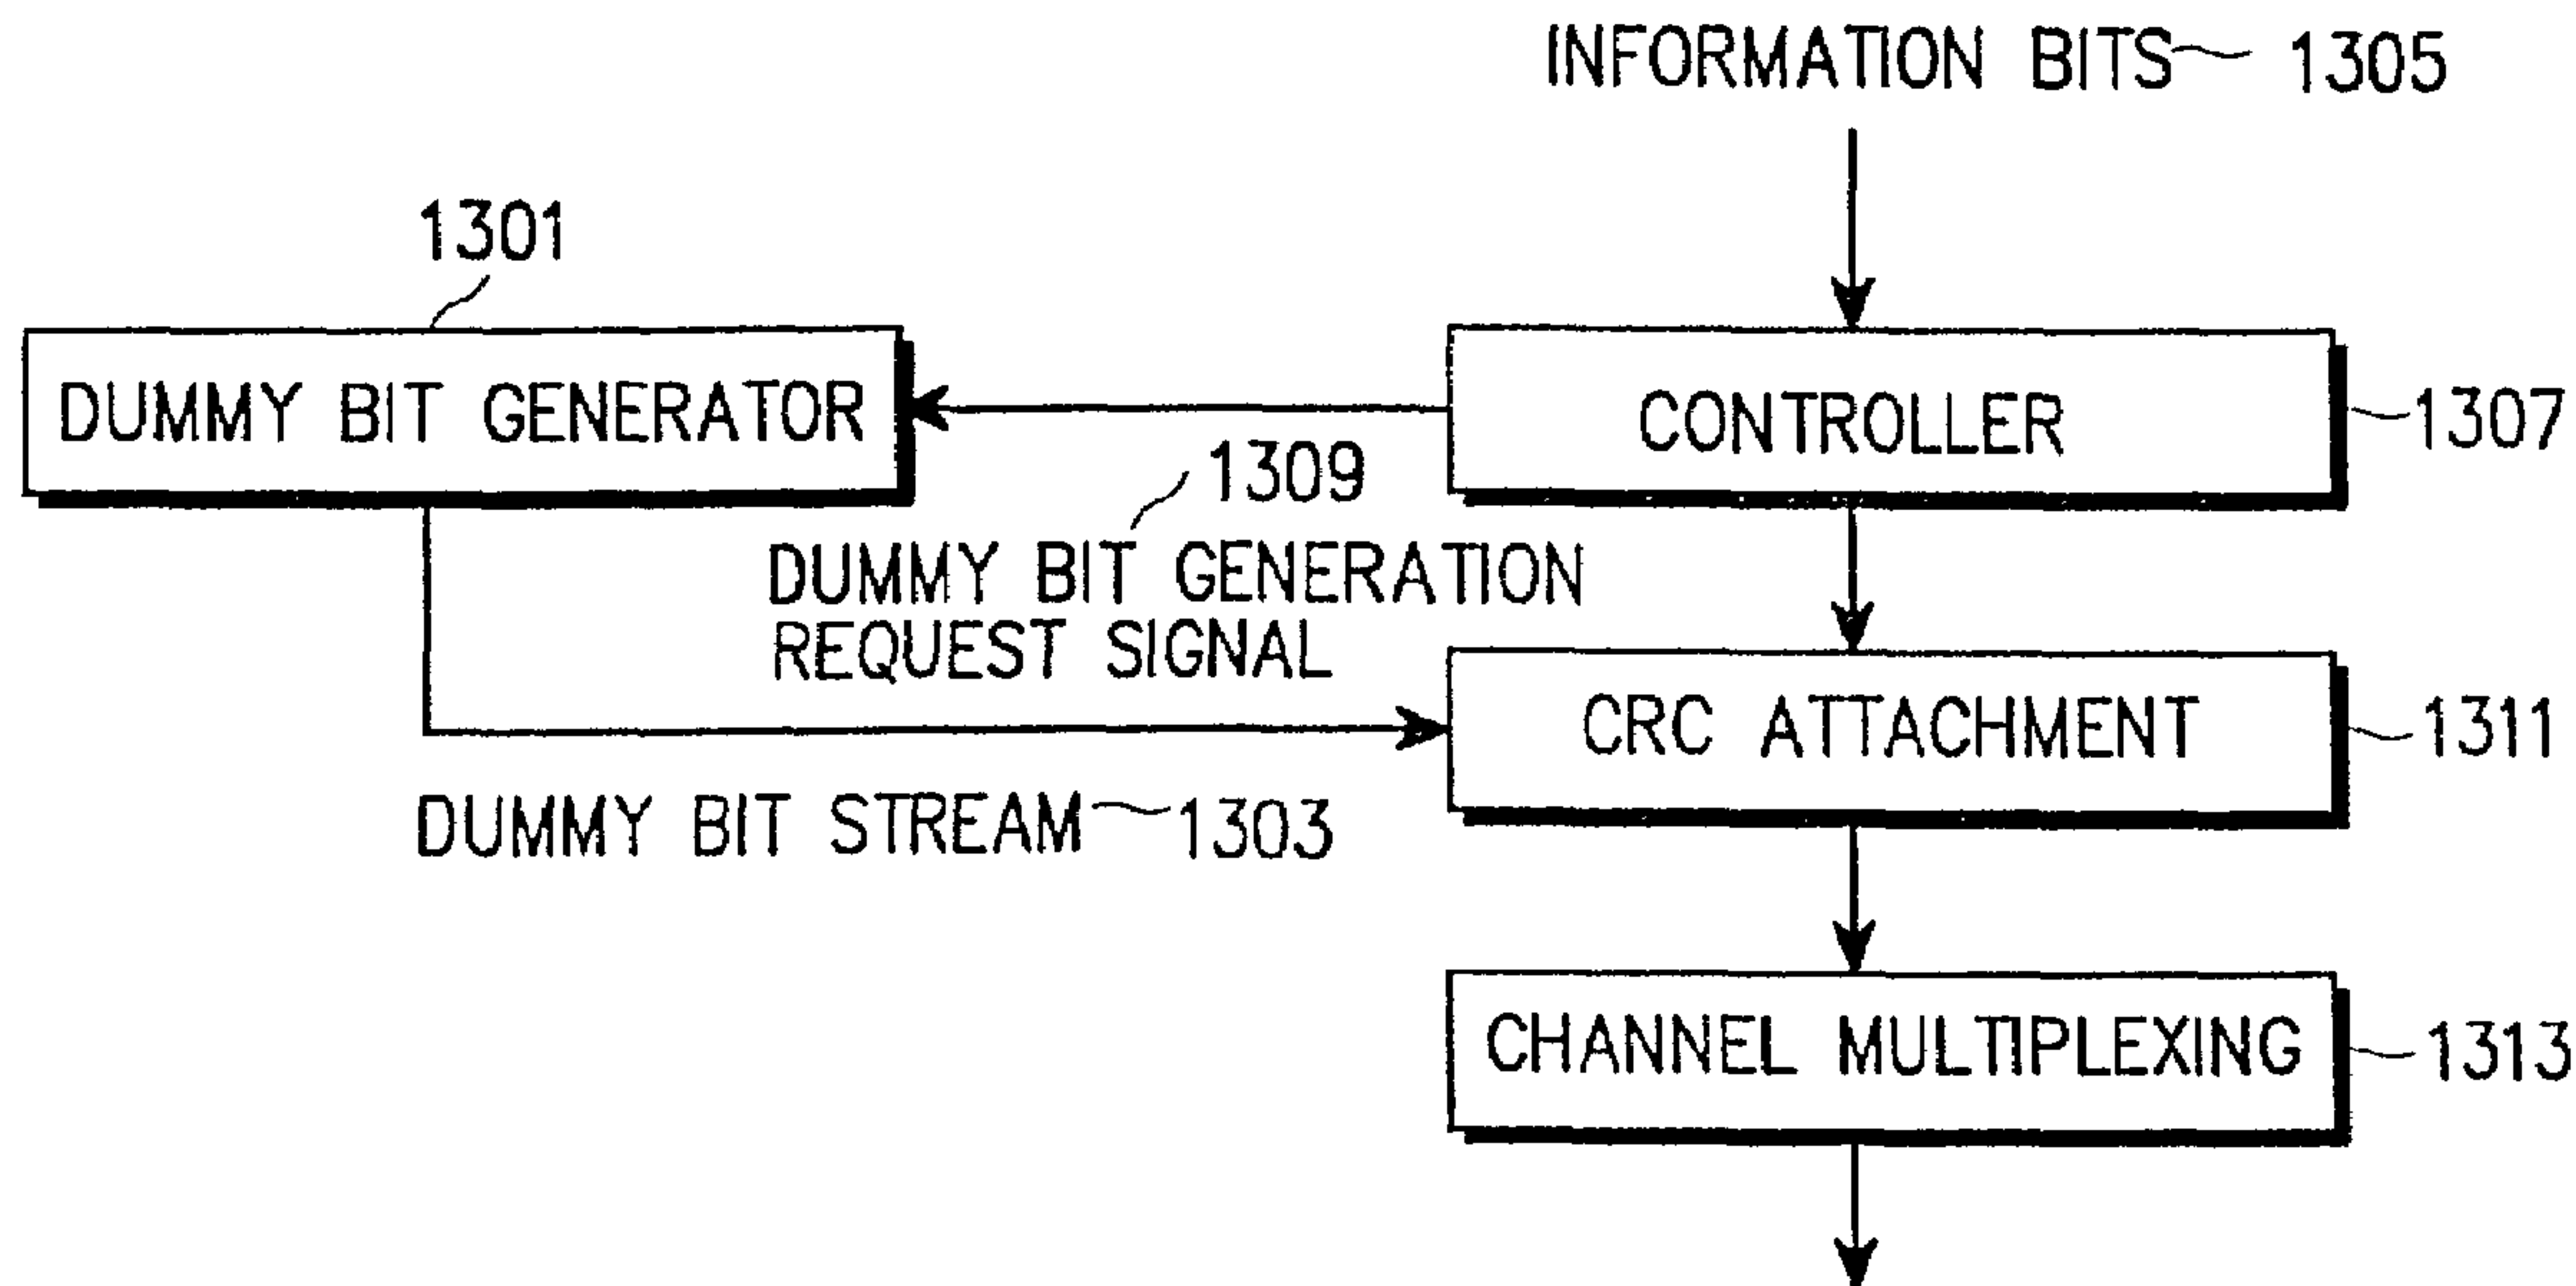 INFORMATION BITS 1305
1301
DUMMY BIT GENERATOR
CONTROLLER
1307
1309
DUMMY BIT GENERATION
REQUEST SIGNAL
CRC ATTACHMENT
1311
DUMMY BIT STREAM 1303
CHANNEL MULTIPLEXING
1313